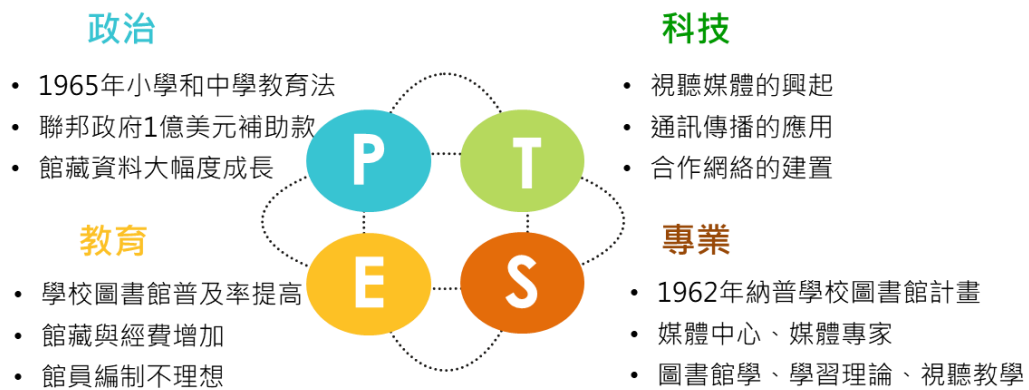 政治
• 1965年小學和中學教育法
• 聯邦政府1億美元補助款
• 館藏資料大幅度成長
科技
• 視聽媒體的興起
• 通訊傳播的應用
• 合作網絡的建置
P
T
E
S
教育
• 學校圖書館普及率提高
• 館藏與經費增加
• 館員編制不理想
專業
• 1962年納普學校圖書館計畫
• 媒體中心、媒體專家
• 圖書館學、學習理論、視聽教學